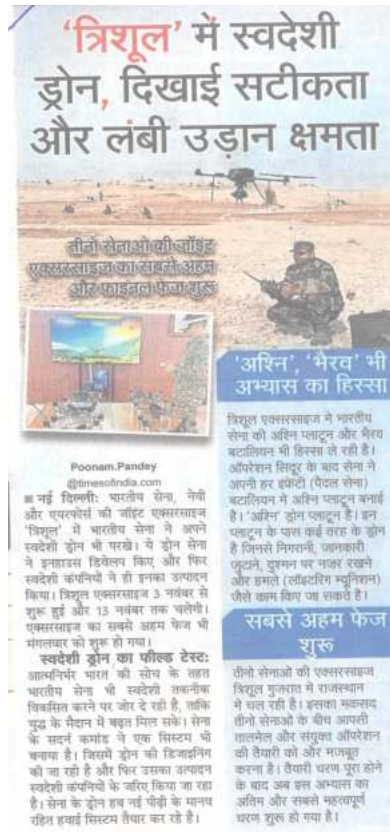 'त्रिशूल' में स्वदेशी
ड्रोन, दिखाई सटीकता
और लंबी उड़ान क्षमता
तीनो सेनाओ की जॉइंट
एक्सरसाइज का सबसे अहम
और फाइनल फेज शुरू
Poonam.Pandey
@timesofindia.com
■ नई दिल्ली: भारतीय सेना, नेवी
और एयरफोर्स की जॉइंट एक्सरसाइज
'त्रिशूल' में भारतीय सेना ने अपने
स्वदेशी ड्रोन भी परखे। ये ड्रोन सेना
ने इनहाउस डिवेलप किए और फिर
स्वदेशी कंपनियों ने ही इनका उत्पादन
किया। त्रिशूल एक्सरसाइज 3 नवंबर से
शुरू हुई और 13 नवंबर तक चलेगी।
एक्सरसाइज का सबसे अहम फेज भी
मंगलवार को शुरू हो गया।
स्वदेशी ड्रोन का फील्ड टेस्ट:
आत्मनिर्भर भारत की सोच के तहत
भारतीय सेना भी स्वदेशी तकनीक
विकसित करने पर जोर दे रही है, ताकि
युद्ध के मैदान में बढ़त मिल सके। सेना
के सदर्न कमांड ने एक सिस्टम भी
बनाया है। जिसमें ड्रोन की डिजाइनिंग
की जा रही है और फिर उसका उत्पादन
स्वदेशी कंपनियों के जरिए किया जा रहा
है। सेना के ड्रोन हब नई पीढ़ी के मानव
रहित हवाई सिस्टम तैयार कर रहे है।
'अश्नि', 'भैरव' भी
अभ्यास का हिस्सा
त्रिशूल एक्सरसाइज मे भारतीय
सेना की अश्नि प्लाटून और भैरव
बटालियन भी हिस्सा ले रही है।
ऑपरेशन सिंदूर के बाद सेना ने
अपनी हर इंफेंट्री (पैदल सेना)
बटालियन में अश्नि प्लाटून बनाई
है। 'अश्नि' ड्रोन प्लाटून है। इन
प्लाटून के पास कई तरह के ड्रोन
है जिनसे निगरानी, जानकारी
जुटाने, दुश्मन पर नजर रखने
और हमले (लॉइटरिंग म्यूनिशन)
जैसे काम किए जा सकते है।
सबसे अहम फेज
शुरू
तीनो सेनाओ की एक्सरसाइज
त्रिशूल गुजरात मे राजस्थान
में चल रही है। इसका मकसद
तीनो सेनाओ के बीच आपसी
तालमेल और संयुक्त ऑपरेशन
की तैयारी को और मजबूत
करना है। तैयारी चरण पूरा होने
के बाद अब इस अभ्यास का
अंतिम और सबसे महत्वपूर्ण
चरण शुरू हो गया है।